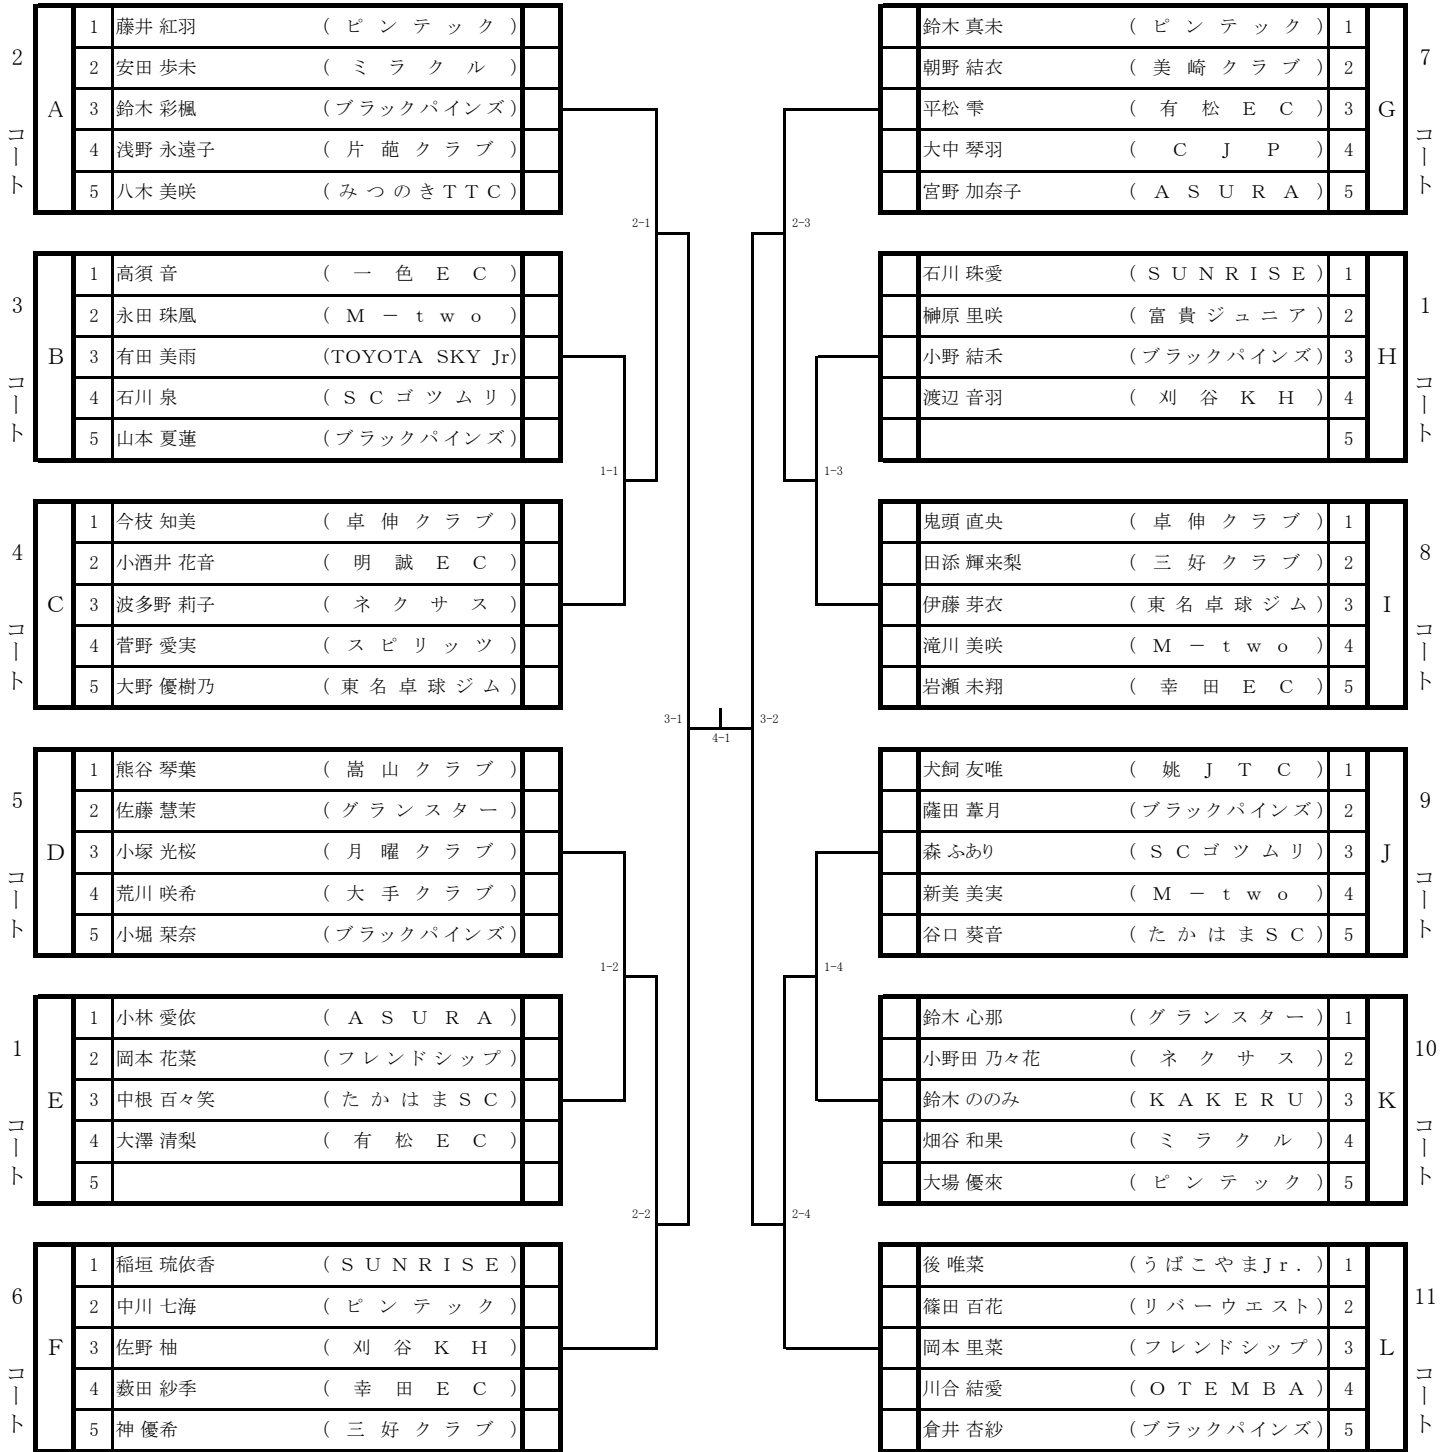 2 コート
A
1 藤井 紅羽 (ピンテック)
2 安田 歩未 (ミラクル)
3 鈴木 彩楓 (ブラックパインズ)
4 浅野 永遠子 (片葩クラブ)
5 八木 美咲 (みつのきTTC)
3 コート
B
1 高須 音 (一色EC)
2 永田 珠凰 (M-two)
3 有田 美雨 (TOYOTA SKY Jr)
4 石川 泉 (SCゴツムリ)
5 山本 夏蓮 (ブラックパインズ)
4 コート
C
1 今枝 知美 (卓伸クラブ)
2 小酒井 花音 (明誠EC)
3 波多野 莉子 (ネクサス)
4 菅野 愛実 (スピリッツ)
5 大野 優樹乃 (東名卓球ジム)
5 コート
D
1 熊谷 琴葉 (嵩山クラブ)
2 佐藤 慧茉 (グランスター)
3 小塚 光桜 (月曜クラブ)
4 荒川 咲希 (大手クラブ)
5 小堀 栞奈 (ブラックパインズ)
1 コート
E
1 小林 愛依 (ASURA)
2 岡本 花菜 (フレンドシップ)
3 中根 百々笑 (たかはまSC)
4 大澤 清梨 (有松EC)
5
6 コート
F
1 稲垣 琉依香 (SUNRISE)
2 中川 七海 (ピンテック)
3 佐野 柚 (刈谷KH)
4 薮田 紗季 (幸田EC)
5 神 優希 (三好クラブ)
2-1
1-1
3-1
1-2
2-2
4-1
2-3
1-3
3-2
1-4
2-4
鈴木 真未 (ピンテック) 1
朝野 結衣 (美崎クラブ) 2
平松 雫 (有松EC) 3
大中 琴羽 (CJP) 4
宮野 加奈子 (ASURA) 5
G
7 コート
石川 珠愛 (SUNRISE) 1
榊原 里咲 (富貴ジュニア) 2
小野 結禾 (ブラックパインズ) 3
渡辺 音羽 (刈谷KH) 4
5
H
1 コート
鬼頭 直央 (卓伸クラブ) 1
田添 輝来梨 (三好クラブ) 2
伊藤 芽衣 (東名卓球ジム) 3
滝川 美咲 (M-two) 4
岩瀬 未翔 (幸田EC) 5
I
8 コート
犬飼 友唯 (姚JTC) 1
薩田 葦月 (ブラックパインズ) 2
森 ふあり (SCゴツムリ) 3
新美 美実 (M-two) 4
谷口 葵音 (たかはまSC) 5
J
9 コート
鈴木 心那 (グランスター) 1
小野田 乃々花 (ネクサス) 2
鈴木 ののみ (KAKERU) 3
畑谷 和果 (ミラクル) 4
大場 優來 (ピンテック) 5
K
10 コート
後 唯菜 (うばこやまJr.) 1
篠田 百花 (リバーウエスト) 2
岡本 里菜 (フレンドシップ) 3
川合 結愛 (OTEMBA) 4
倉井 杏紗 (ブラックパインズ) 5
L
11 コート